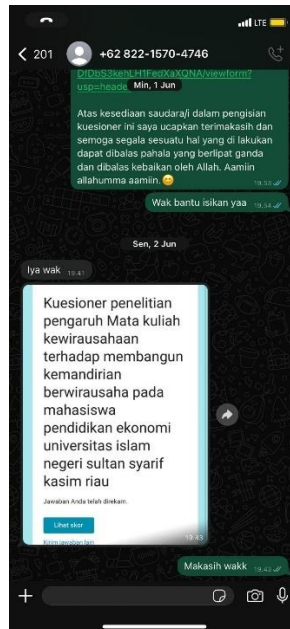 LTE
201
+62 822-1570-4746
DfDbS3kehLH1FedXaXQNA/viewform?
usp=heade
Min, 1 Jun
Atas kesediaan saudara/i dalam pengisian
kuesioner ini saya ucapkan terimakasih dan
semoga segala sesuatu hal yang di lakukan
dapat dibalas pahala yang berlipat ganda
dan dibalas kebaikan oleh Allah. Aamiin
allahumma aamiin.😊
19.53
Wak bantu isikan yaa 19.54
Sen, 2 Jun
Iya wak 19.41
Kuesioner penelitian
pengaruh Mata kuliah
kewirausahaan
terhadap membangun
kemandirian
berwirausaha pada
mahasiswa
pendidikan ekonomi
universitas islam
negeri sultan syarif
kasim riau
Jawaban Anda telah direkam.
Lihat skor
Kirim jawaban lain
19.43
Makasih wakk 19.43